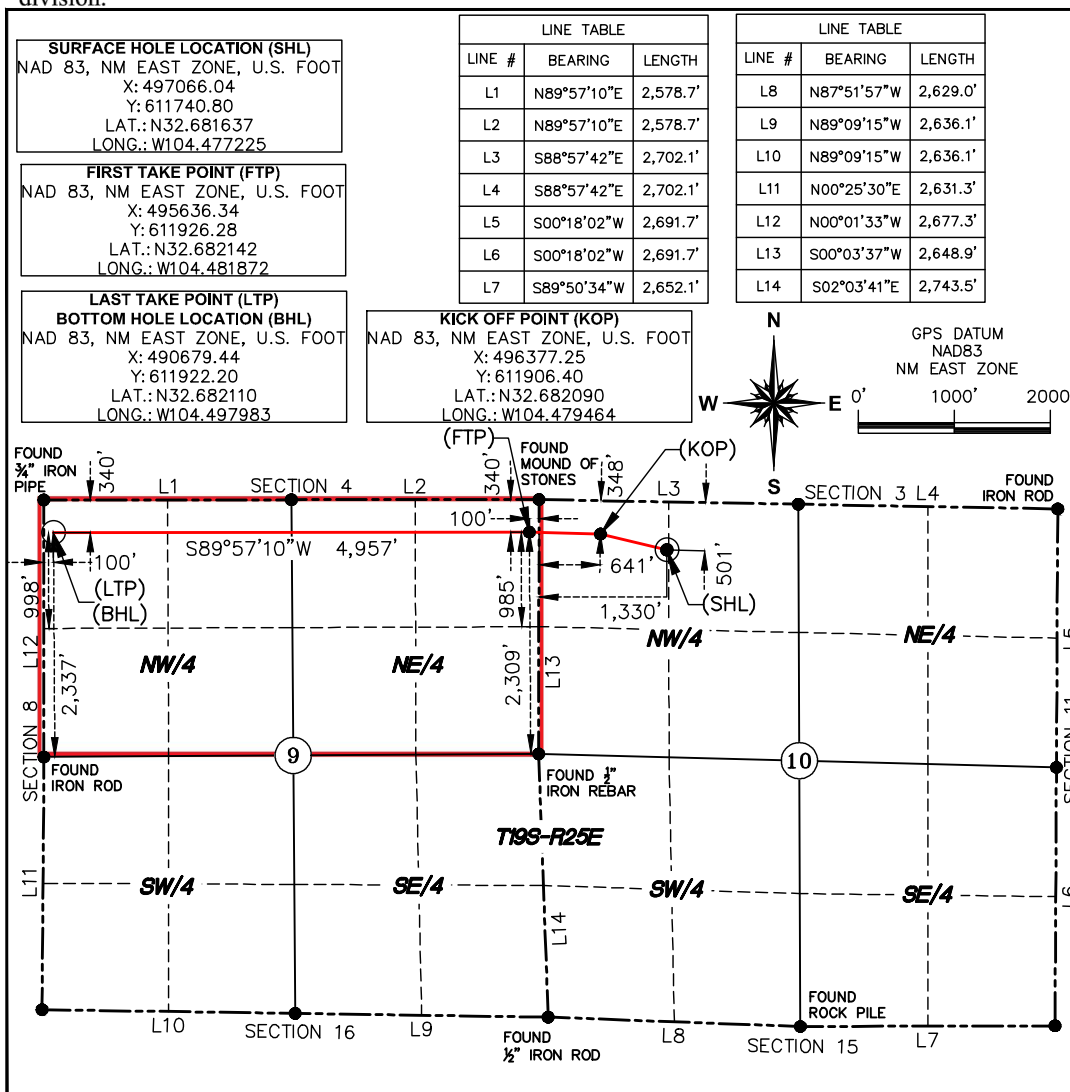 division.
SURFACE HOLE LOCATION (SHL)
NAD 83, NM EAST ZONE, U.S. FOOT
X: 497066.04
Y: 611740.80
LAT.: N32.681637
LONG.: W104.477225
FIRST TAKE POINT (FTP)
NAD 83, NM EAST ZONE, U.S. FOOT
X: 495636.34
Y: 611926.28
LAT.: N32.682142
LONG.: W104.481872
LAST TAKE POINT (LTP)
BOTTOM HOLE LOCATION (BHL)
NAD 83, NM EAST ZONE, U.S. FOOT
X: 490679.44
Y: 611922.20
LAT.: N32.682110
LONG.: W104.497983
KICK OFF POINT (KOP)
NAD 83, NM EAST ZONE, U.S. FOOT
X: 496377.25
Y: 611906.40
LAT.: N32.682090
LONG.: W104.479464
LINE TABLE
LINE # BEARING LENGTH
L1 N89°57'10"E 2,578.7'
L2 N89°57'10"E 2,578.7'
L3 S88°57'42"E 2,702.1'
L4 S88°57'42"E 2,702.1'
L5 S00°18'02"W 2,691.7'
L6 S00°18'02"W 2,691.7'
L7 S89°50'34"W 2,652.1'
LINE TABLE
LINE # BEARING LENGTH
L8 N87°51'57"W 2,629.0'
L9 N89°09'15"W 2,636.1'
L10 N89°09'15"W 2,636.1'
L11 N00°25'30"E 2,631.3'
L12 N00°01'33"W 2,677.3'
L13 S00°03'37"W 2,648.9'
L14 S02°03'41"E 2,743.5'
N
W E
S
GPS DATUM
NAD83
NM EAST ZONE
0' 1000' 2000'
FOUND
¾" IRON
PIPE
340'
L1
SECTION 4
L2
340'
(FTP)
FOUND
MOUND OF
STONES
348'
(KOP)
L3
SECTION 3
L4
FOUND
IRON ROD
100'
S89°57'10"W 4,957'
100'
(LTP)
(BHL)
998'
985'
641'
1,330'
501'
(SHL)
L12
2,337'
NW/4
NE/4
2,309'
L13
NW/4
NE/4
L5
SECTION 8
FOUND
IRON ROD
9
FOUND ½"
IRON REBAR
10
SECTION 11
T19S-R25E
L11
SW/4
SE/4
L14
SW/4
SE/4
L6
L10
SECTION 16
L9
FOUND
½" IRON ROD
L8
FOUND
ROCK PILE
SECTION 15
L7